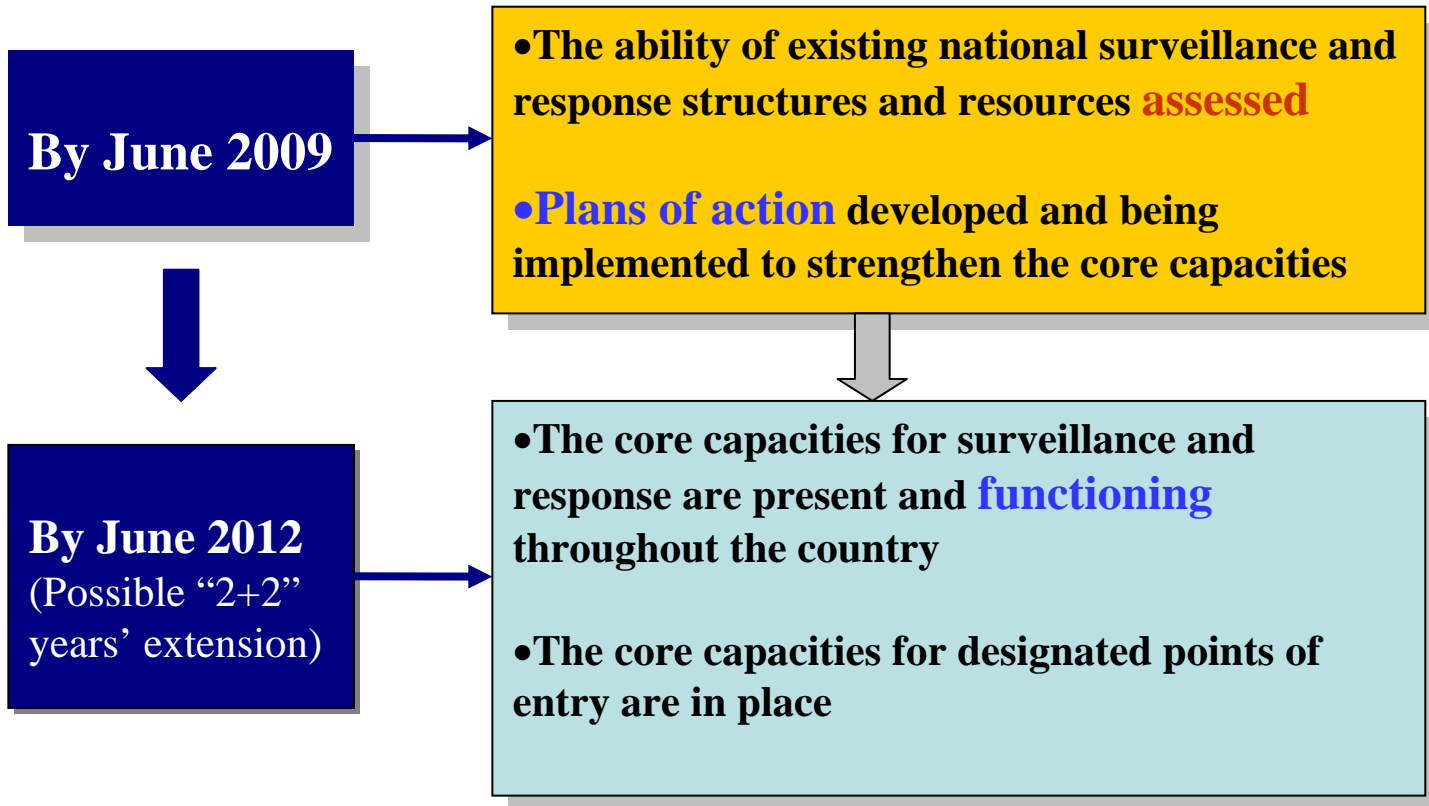 By June 2009
•The ability of existing national surveillance and
response structures and resources assessed
•Plans of action developed and being
implemented to strengthen the core capacities
By June 2012
(Possible “2+2”
years’ extension)
•The core capacities for surveillance and
response are present and functioning
throughout the country
•The core capacities for designated points of
entry are in place